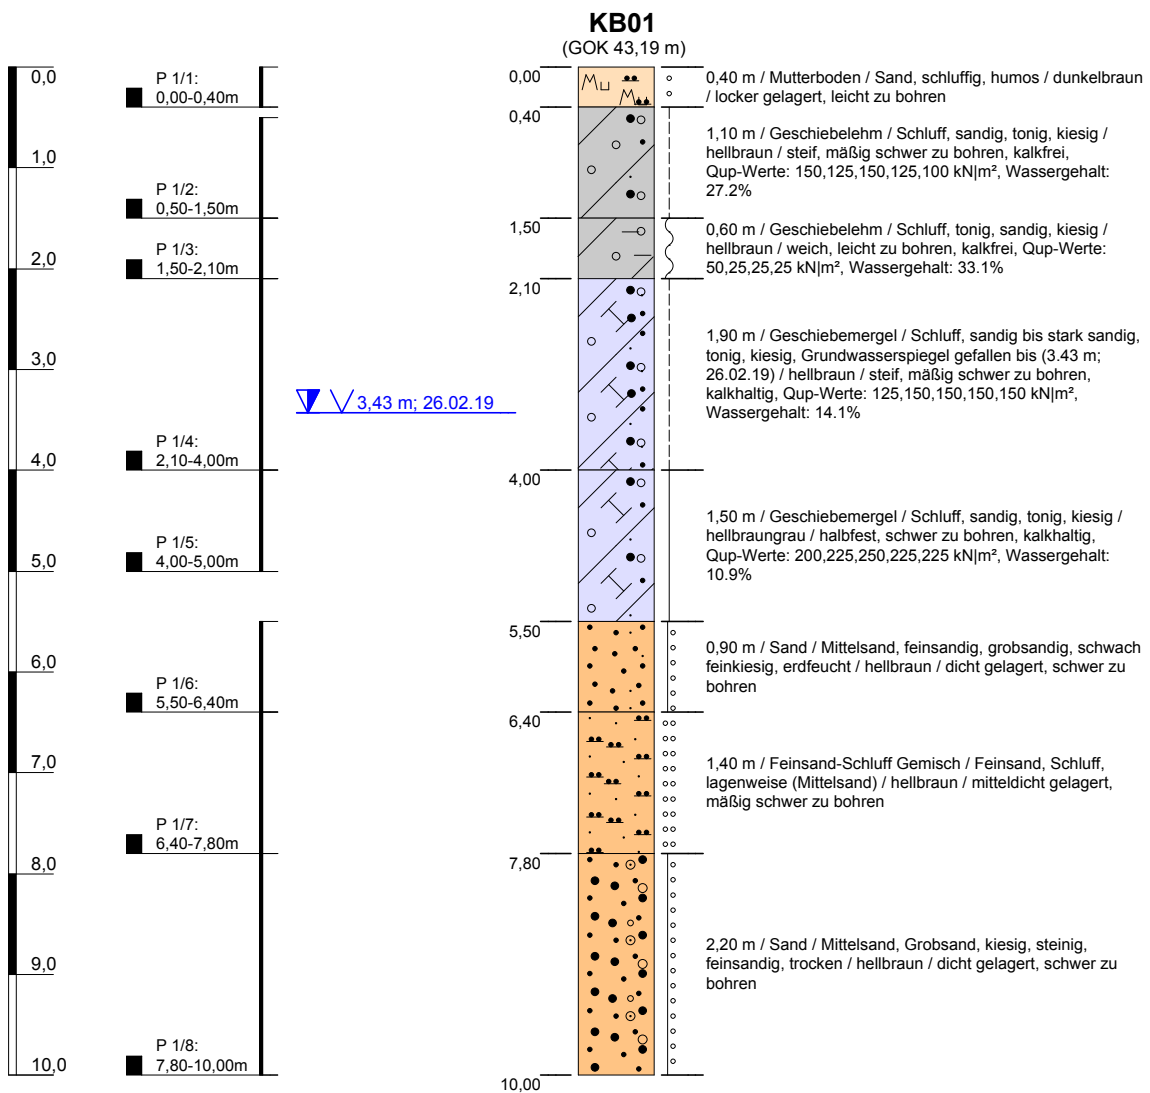 KB01
(GOK 43,19 m)
0,0
1,0
2,0
3,0
4,0
5,0
6,0
7,0
8,0
9,0
10,0
P 1/1:
0,00-0,40m
P 1/2:
0,50-1,50m
P 1/3:
1,50-2,10m
P 1/4:
2,10-4,00m
P 1/5:
4,00-5,00m
P 1/6:
5,50-6,40m
P 1/7:
6,40-7,80m
P 1/8:
7,80-10,00m
3,43 m; 26.02.19
0,00
0,40
1,50
2,10
4,00
5,50
6,40
7,80
10,00
0,40 m / Mutterboden / Sand, schluffig, humos / dunkelbraun
/ locker gelagert, leicht zu bohren
1,10 m / Geschiebelehm / Schluff, sandig, tonig, kiesig /
hellbraun / steif, mäßig schwer zu bohren, kalkfrei,
Qup-Werte: 150,125,150,125,100 kN|m², Wassergehalt:
27.2%
0,60 m / Geschiebelehm / Schluff, tonig, sandig, kiesig /
hellbraun / weich, leicht zu bohren, kalkfrei, Qup-Werte:
50,25,25,25 kN|m², Wassergehalt: 33.1%
1,90 m / Geschiebemergel / Schluff, sandig bis stark sandig,
tonig, kiesig, Grundwasserspiegel gefallen bis (3.43 m;
26.02.19) / hellbraun / steif, mäßig schwer zu bohren,
kalkhaltig, Qup-Werte: 125,150,150,150,150 kN|m²,
Wassergehalt: 14.1%
1,50 m / Geschiebemergel / Schluff, sandig, tonig, kiesig /
hellbraungrau / halbfest, schwer zu bohren, kalkhaltig,
Qup-Werte: 200,225,250,225,225 kN|m², Wassergehalt:
10.9%
0,90 m / Sand / Mittelsand, feinsandig, grobsandig, schwach
feinkiesig, erdfeucht / hellbraun / dicht gelagert, schwer zu
bohren
1,40 m / Feinsand-Schluff Gemisch / Feinsand, Schluff,
lagenweise (Mittelsand) / hellbraun / mitteldicht gelagert,
mäßig schwer zu bohren
2,20 m / Sand / Mittelsand, Grobsand, kiesig, steinig,
feinsandig, trocken / hellbraun / dicht gelagert, schwer zu
bohren